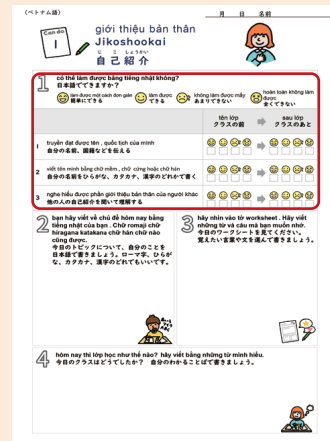 (ベトナム語)
月 日 名前
Can do
1
giới thiệu bản thân
Jikoshookai
じこしょうかい
自己紹介
1
có thể làm được bằng tiếng nhật không?
日本語でできますか?
làm được một cách đơn giản
簡単にできる
làm được
できる
không làm được mấy
あまりできない
hoàn toàn không làm được
全くできない
tên lớp
クラスの前
sau lớp
クラスのあと
1 truyền đạt được tên , quốc tịch của mình
自分の名前、国籍などを伝える
2 viết tên mình bằng chữ mềm , chữ cứng hoặc chữ hán
自分の名前をひらがな、カタカナ、漢字のどれかで書く
3 nghe hiểu được phần giới thiệu bản thân của người khác
他の人の自己紹介を聞いて理解する
2
bạn hãy viết về chủ đề hôm nay bằng tiếng nhật của bạn . Chữ romaji chữ hiragana katakana chữ hán chữ nào cũng được.
今日のトピックについて、自分のことを
日本語で書きましょう。ローマ字、ひらが
な、カタカナ、漢字のどれでもいいです。
3
hãy nhìn vào tờ worksheet . Hãy viết
những từ và câu mà bạn muốn nhớ.
今日のワークシートを見てください。
覚えたい言葉や文を選んで書きましょう。
4
hôm nay thì lớp học như thế nào? hãy viết bằng những từ mình hiểu.
今日のクラスはどうでしたか? 自分のわかることばで書きましょう。